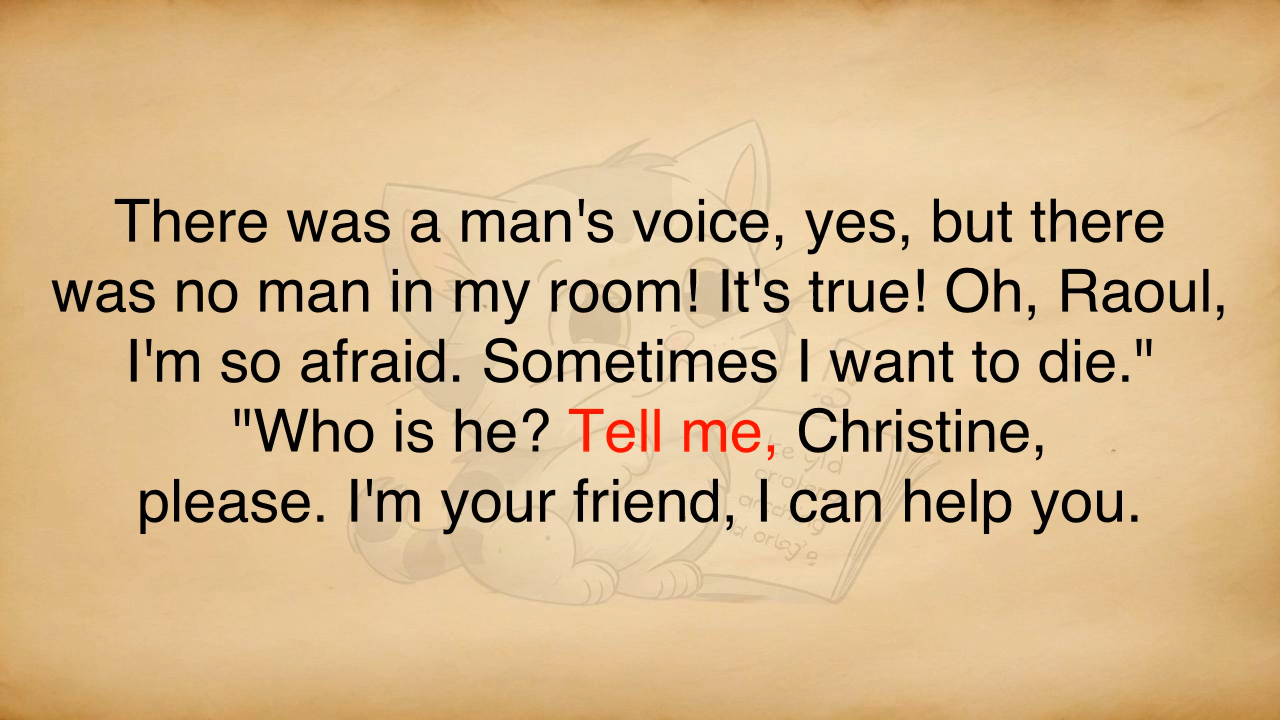 There was a man's voice, yes, but there
was no man in my room! It's true! Oh, Raoul,
I'm so afraid. Sometimes I want to die."
"Who is he? Tell me, Christine,
please. I'm your friend, I can help you.